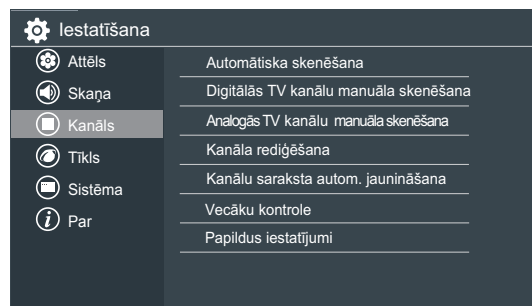 Iestatīšana
Attēls
Skaņa
Kanāls
Tīkls
Sistēma
Par
Automātiska skenēšana
Digitālās TV kanālu manuāla skenēšana
Analogās TV kanālu manuāla skenēšana
Kanāla rediģēšana
Kanālu saraksta autom. jaunināšana
Vecāku kontrole
Papildus iestatījumi